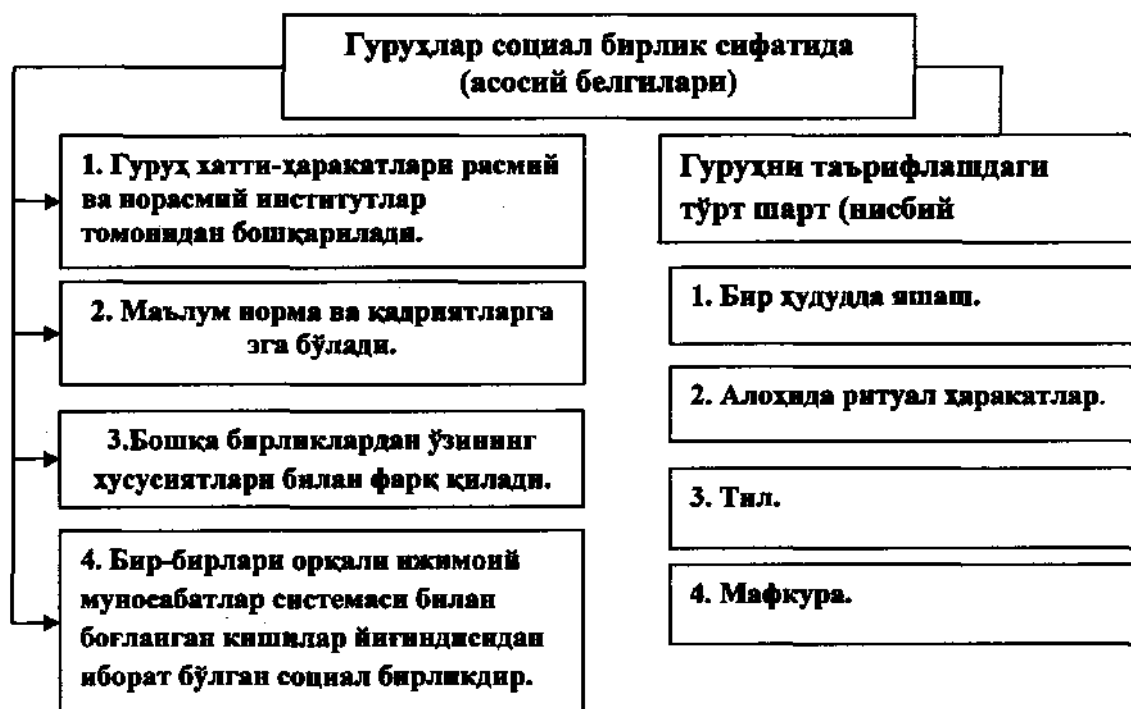 Гуруҳлар социал бирлик сифатида
(асосий белгилари)
1. Гуруҳ хатти-ҳаракатлари расмий
ва норасмий институтлар
томонидан бошқарилади.
2. Маълум норма ва қадриятларга
эга бўлади.
3.Бошқа бирликлардан ўзининг
хусусиятлари билан фарқ қилади.
4. Бир-бирлари орқали ижимоий
муносабатлар системаси билан
боғланган кишилар йиғиндисидан
иборат бўлган социал бирликдир.
Гуруҳни таърифлашдаги
тўрт шарт (нисбий
1. Бир ҳудудда яшаш.
2. Алоҳида ритуал ҳаракатлар.
3. Тил.
4. Мафкура.